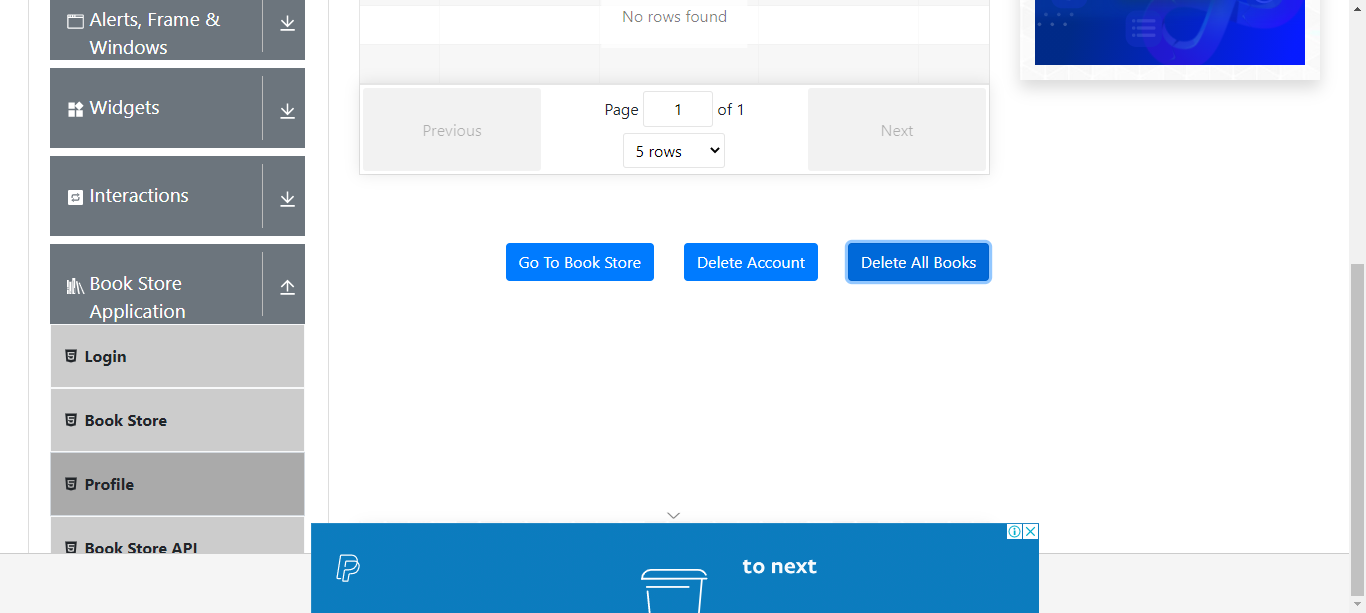 Alerts, Frame &
Windows
Widgets
Interactions
Book Store
Application
Login
Book Store
Profile
Book Store API
No rows found
Previous
Page 1 of 1
5 rows
Next
Go To Book Store
Delete Account
Delete All Books
to next